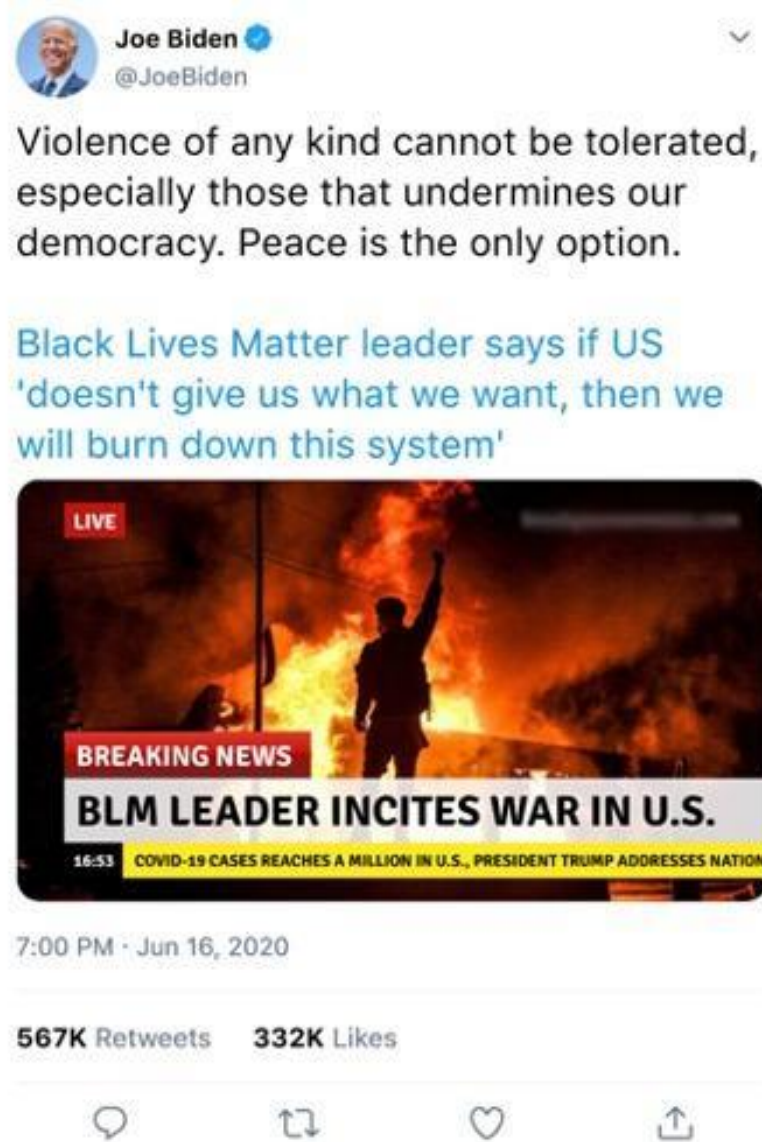 Joe Biden
@JoeBiden
Violence of any kind cannot be tolerated,
especially those that undermines our
democracy. Peace is the only option.
Black Lives Matter leader says if US
'doesn't give us what we want, then we
will burn down this system'
LIVE
BREAKING NEWS
BLM LEADER INCITES WAR IN U.S.
16:53 COVID-19 CASES REACHES A MILLION IN U.S., PRESIDENT TRUMP ADDRESSES NATION
7:00 PM · Jun 16, 2020
567K Retweets 332K Likes